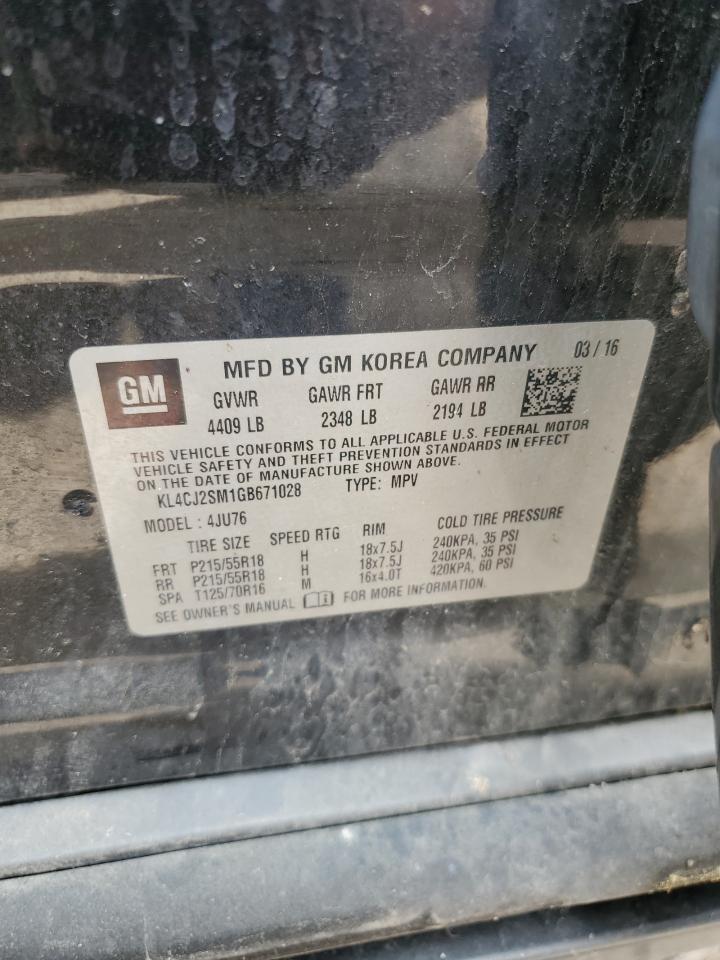 GM
MFD BY GM KOREA COMPANY 03 / 16
GVWR GAWR FRT GAWR RR
4409 LB 2348 LB 2194 LB
THIS VEHICLE CONFORMS TO ALL APPLICABLE U.S. FEDERAL MOTOR
VEHICLE SAFETY AND THEFT PREVENTION STANDARDS IN EFFECT
ON THE DATE OF MANUFACTURE SHOWN ABOVE.
KL4CJ2SM1GB671028 TYPE: MPV
MODEL : 4JU76
TIRE SIZE SPEED RTG RIM COLD TIRE PRESSURE
FRT P215/55R18 H 18x7.5J 240KPA, 35 PSI
RR P215/55R18 H 18x7.5J 240KPA, 35 PSI
SPA T125/70R16 M 16x4.0T 420KPA, 60 PSI
SEE OWNER'S MANUAL FOR MORE INFORMATION.